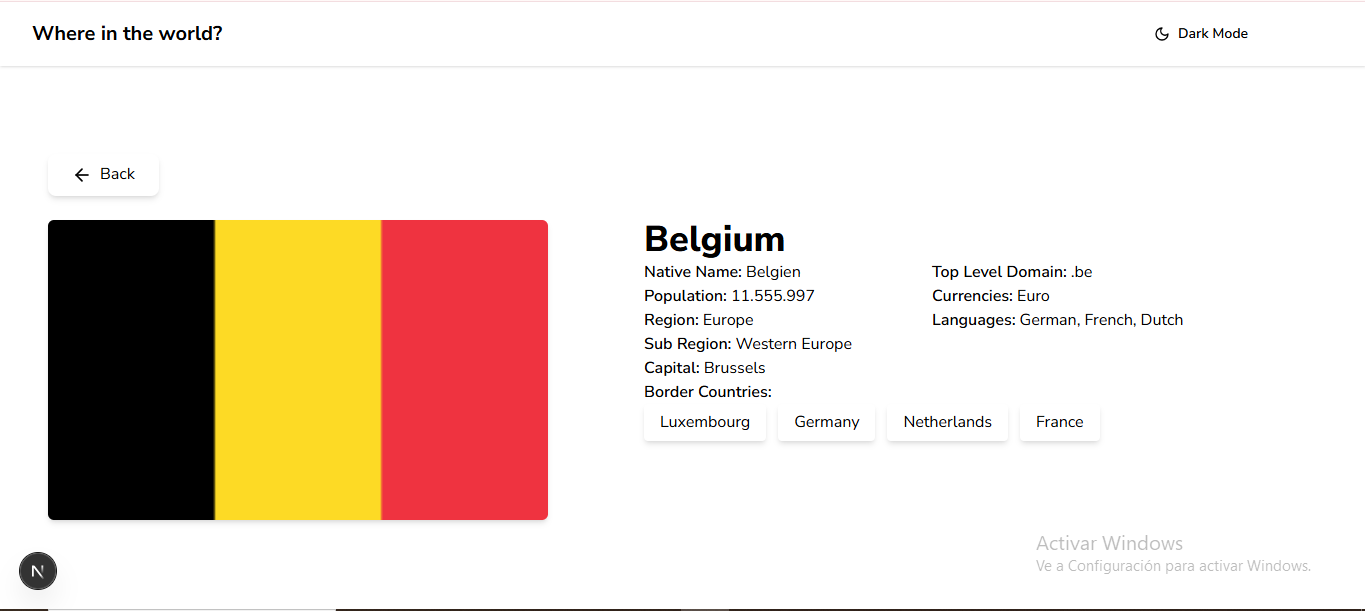 Where in the world?
Dark Mode
Back
Belgium
Native Name: Belgien
Population: 11.555.997
Region: Europe
Sub Region: Western Europe
Capital: Brussels
Border Countries:
Luxembourg Germany Netherlands France
Top Level Domain: .be
Currencies: Euro
Languages: German, French, Dutch
Activar Windows
Ve a Configuración para activar Windows.
N